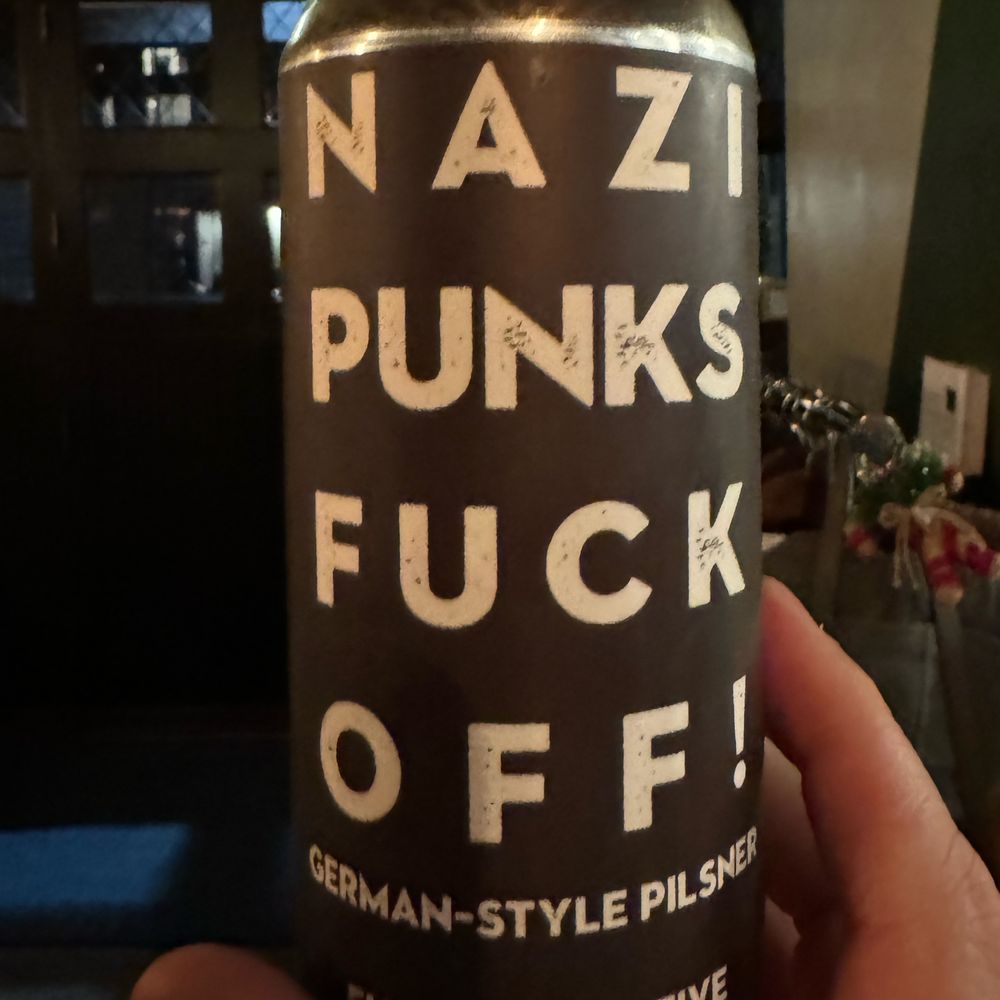 NAZI
PUNKS
FUCK
OFF!
GERMAN-STYLE PILSNER